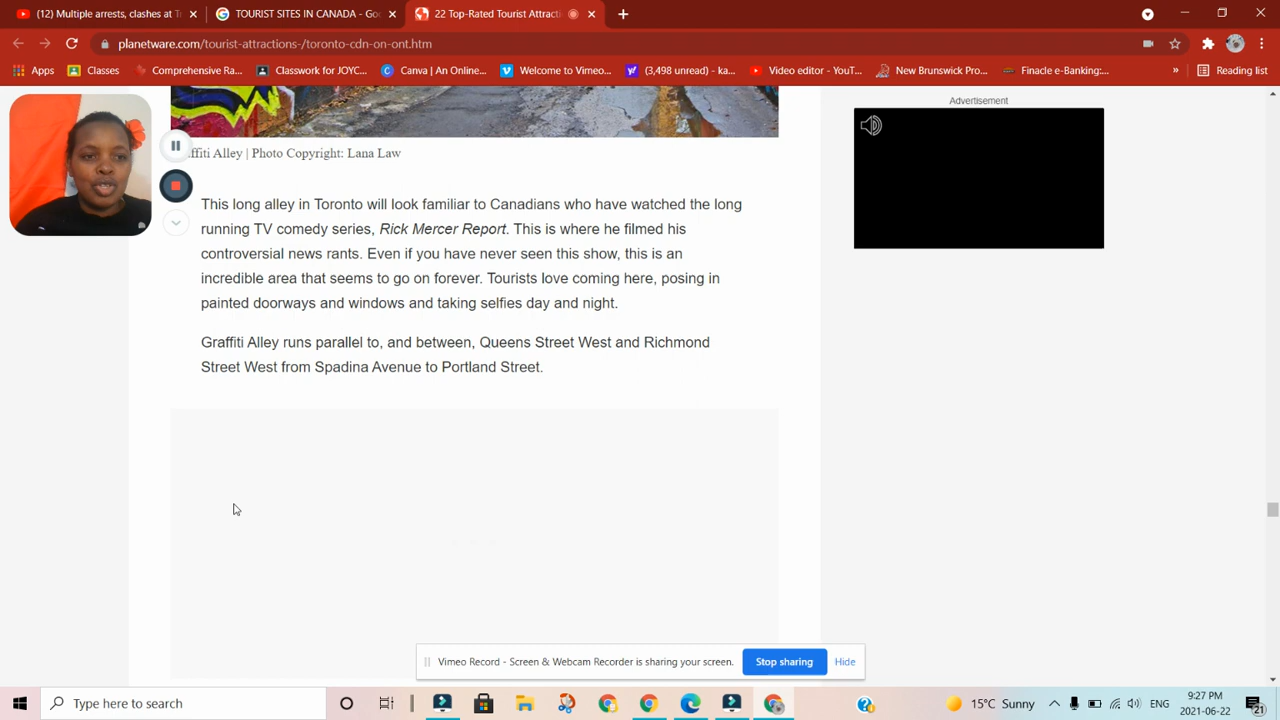 (12) Multiple arrests, clashes at T
TOURIST SITES IN CANADA - Goo
22 Top-Rated Tourist Attracti
planetware.com/tourist-attractions-/toronto-cdn-on-ont.htm
Apps
Classes
Comprehensive Ra...
Classwork for JOYC...
Canva | An Online...
Welcome to Vimeo...
(3,498 unread) - ka...
Video editor - YouT...
New Brunswick Pro...
Finacle e-Banking:...
»
Reading list
Advertisement
ffiti Alley | Photo Copyright: Lana Law
This long alley in Toronto will look familiar to Canadians who have watched the long
running TV comedy series, Rick Mercer Report. This is where he filmed his
controversial news rants. Even if you have never seen this show, this is an
incredible area that seems to go on forever. Tourists love coming here, posing in
painted doorways and windows and taking selfies day and night.
Graffiti Alley runs parallel to, and between, Queens Street West and Richmond
Street West from Spadina Avenue to Portland Street.
Vimeo Record - Screen & Webcam Recorder is sharing your screen.
Stop sharing
Hide
Type here to search
15°C Sunny
ENG
9:27 PM
2021-06-22
21